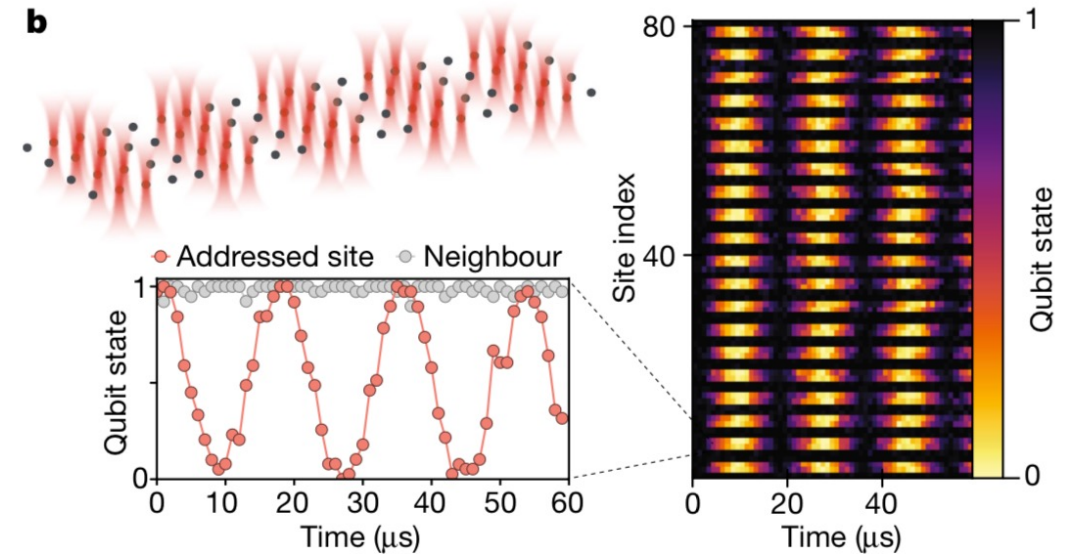 b
Addressed site
Neighbour
Qubit state
1
0
0
10
20
30
40
50
60
Time (μs)
Site index
80
40
0
20
40
Time (μs)
1
0
Qubit state